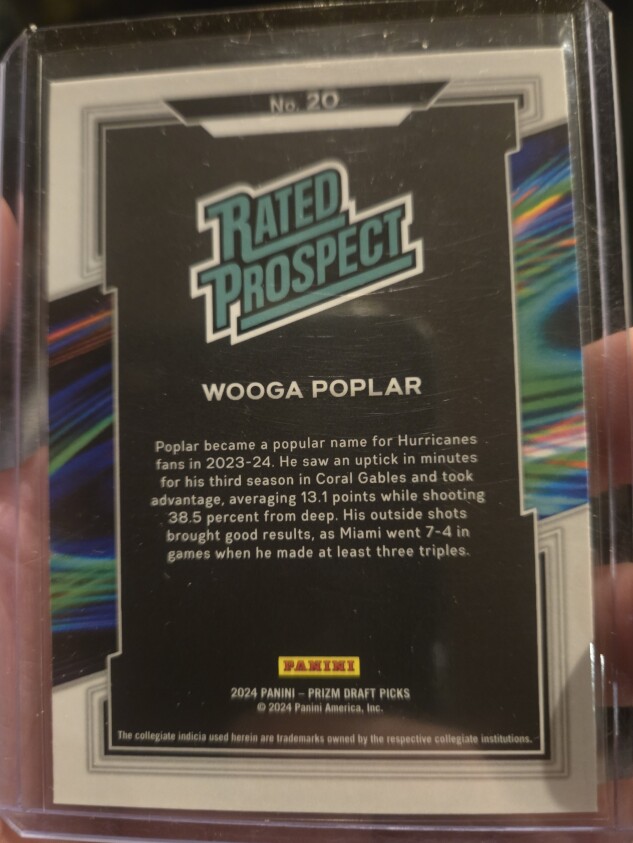 No. 20
RATED
PROSPECT
WOOGA POPLAR
Poplar became a popular name for Hurricanes
fans in 2023-24. He saw an uptick in minutes
for his third season in Coral Gables and took
advantage, averaging 13.1 points while shooting
38.5 percent from deep. His outside shots
brought good results, as Miami went 7-4 in
games when he made at least three triples.
PANINI
2024 PANINI – PRIZM DRAFT PICKS
© 2024 Panini America, Inc.
The collegiate indicia used herein are trademarks owned by the respective collegiate institutions.